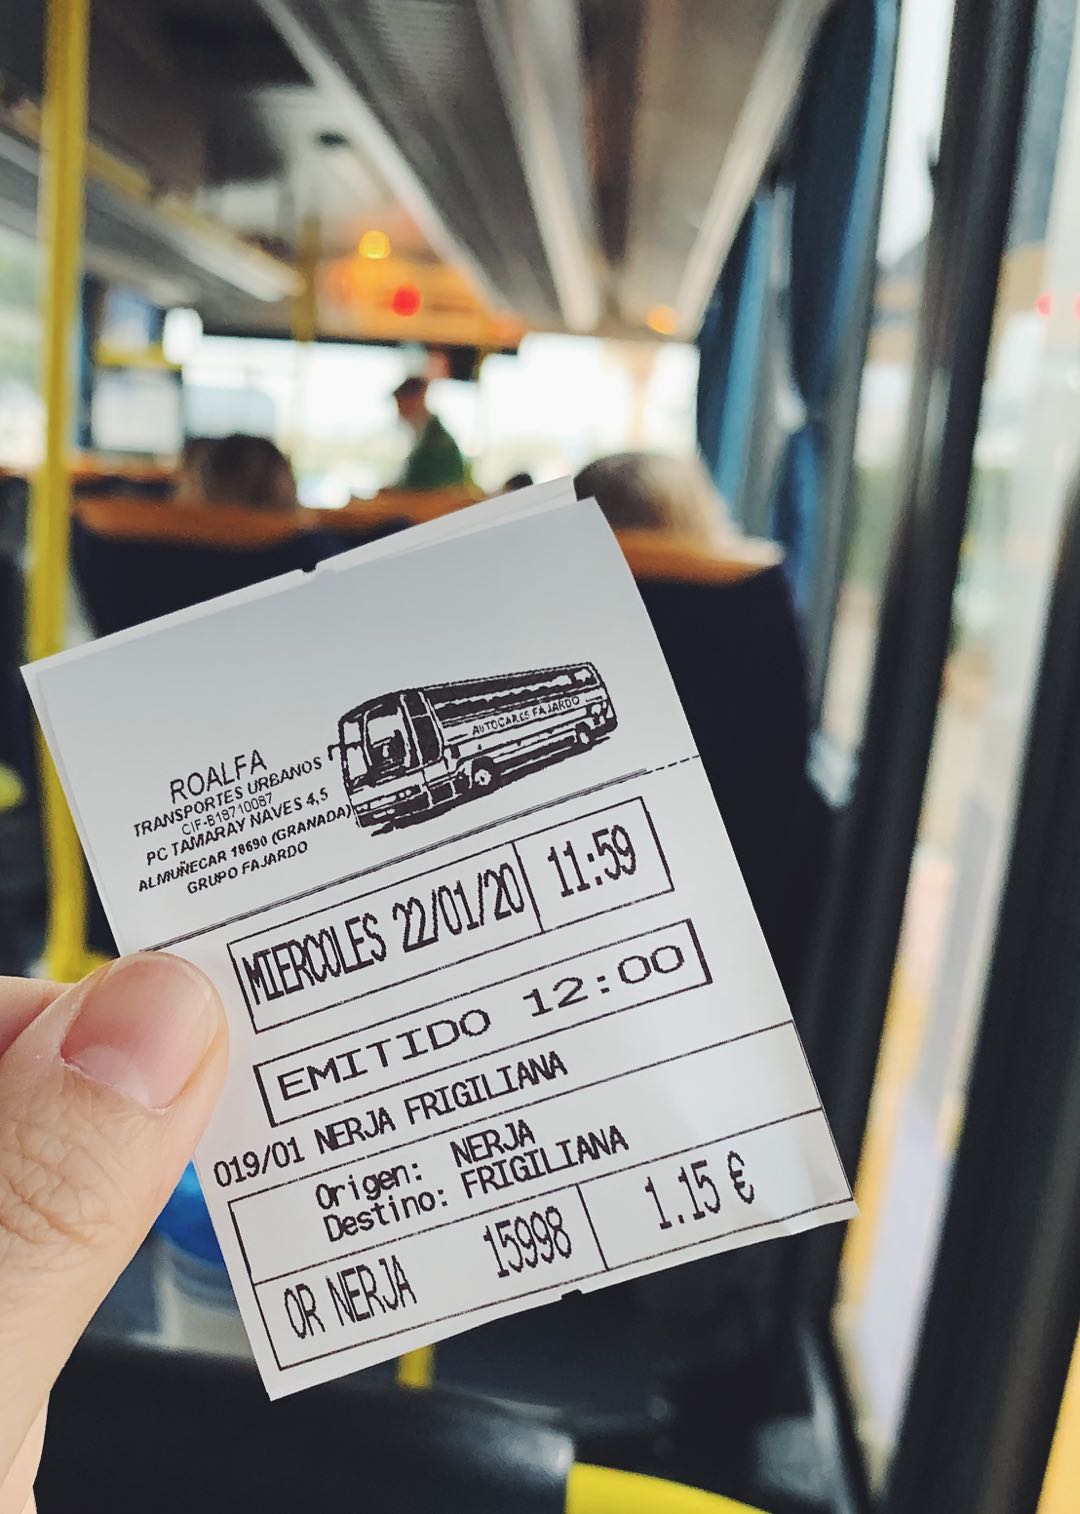 AUTOCARES FAJARDO
ROALFA
TRANSPORTES URBANOS
CIF-B18710087
PC TAMARAY NAVES 4,5
ALMUÑECAR 18690 (GRANADA)
GRUPO FAJARDO
MIERCOLES 22/01/20 11:59
EMITIDO 12:00
019/01 NERJA FRIGILIANA
Origen: NERJA
Destino: FRIGILIANA
OR NERJA 15998 1.15 €